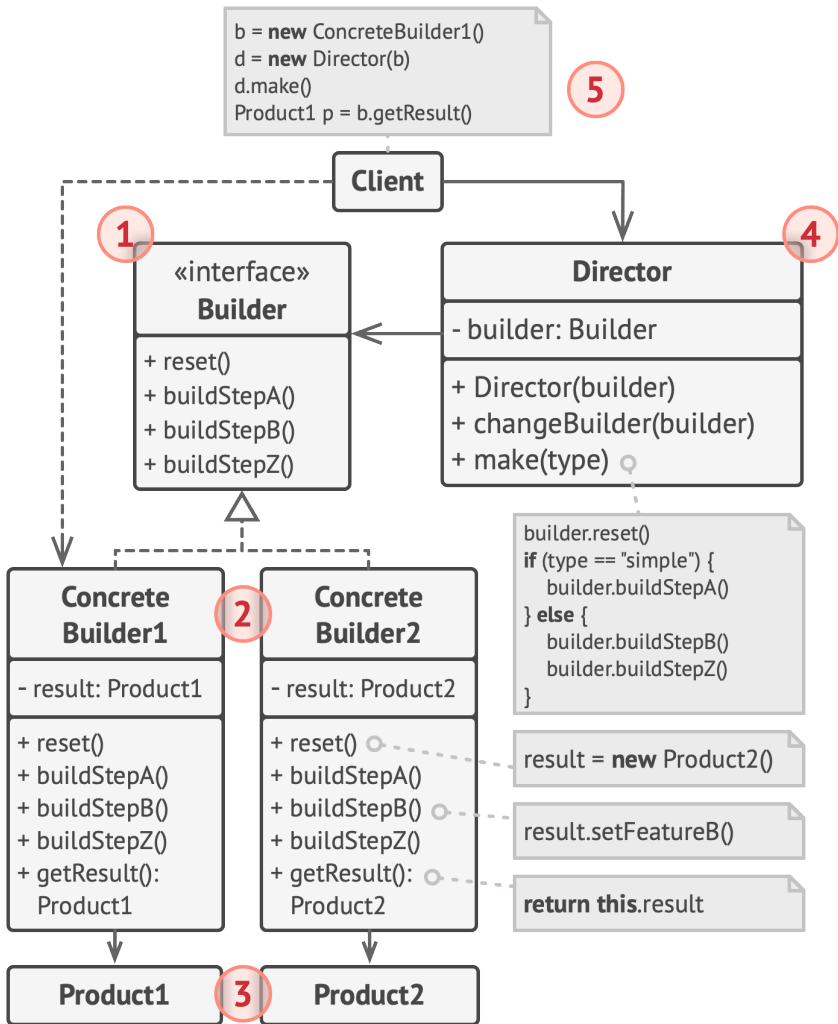 b = new ConcreteBuilder1()
d = new Director(b)
d.make()
Product1 p = b.getResult()
5
Client
1
«interface»
Builder
+ reset()
+ buildStepA()
+ buildStepB()
+ buildStepZ()
4
Director
- builder: Builder
+ Director(builder)
+ changeBuilder(builder)
+ make(type)
builder.reset()
if (type == "simple") {
builder.buildStepA()
} else {
builder.buildStepB()
builder.buildStepZ()
}
2
Concrete
Builder1
- result: Product1
+ reset()
+ buildStepA()
+ buildStepB()
+ buildStepZ()
+ getResult():
Product1
Concrete
Builder2
- result: Product2
+ reset()
+ buildStepA()
+ buildStepB()
+ buildStepZ()
+ getResult():
Product2
result = new Product2()
result.setFeatureB()
return this.result
Product1
3
Product2